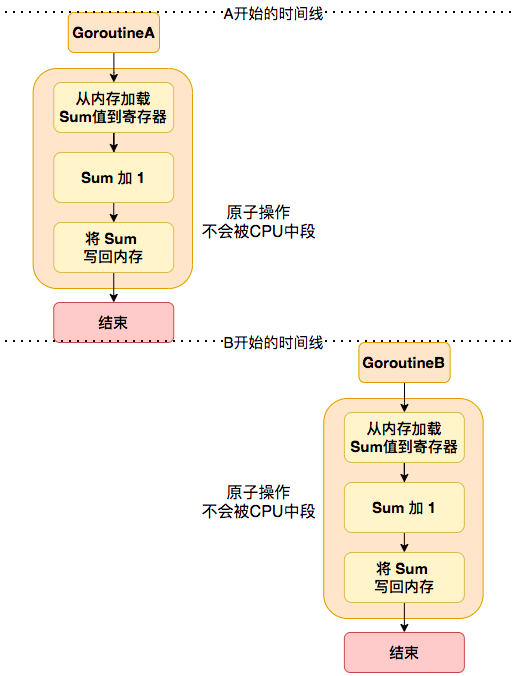 A开始的时间线
GoroutineA
从内存加载
Sum值到寄存器
Sum 加 1
将 Sum
写回内存
原子操作
不会被CPU中段
结束
B开始的时间线
GoroutineB
从内存加载
Sum值到寄存器
Sum 加 1
将 Sum
写回内存
原子操作
不会被CPU中段
结束